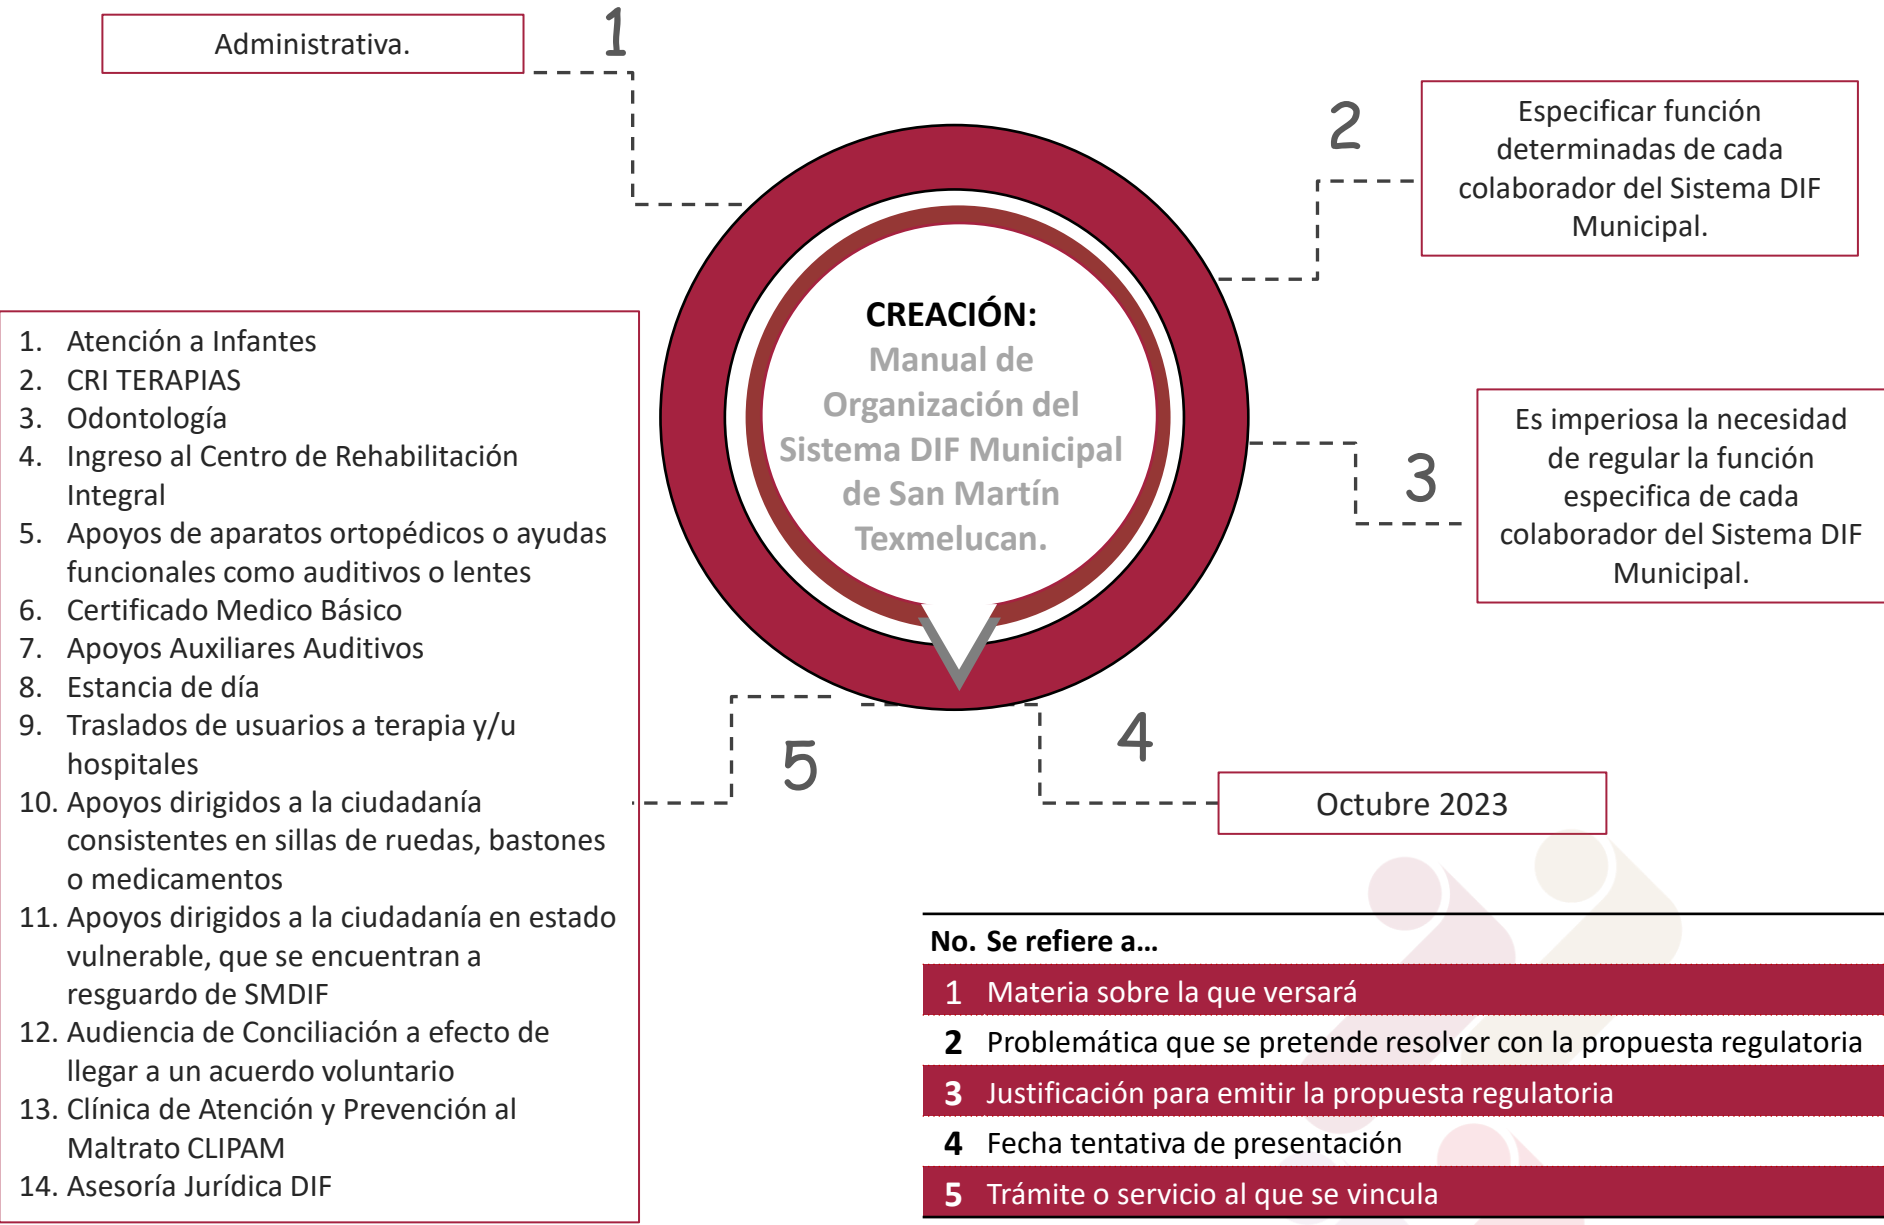 1
Administrativa.
2
Especificar función
determinadas de cada
colaborador del Sistema DIF
Municipal.
CREACIÓN:
Manual de
Organización del
Sistema DIF Municipal
de San Martín
Texmelucan.
3
Es imperiosa la necesidad
de regular la función
especifica de cada
colaborador del Sistema DIF
Municipal.
4
Octubre 2023
5
1. Atención a Infantes
2. CRI TERAPIAS
3. Odontología
4. Ingreso al Centro de Rehabilitación
Integral
5. Apoyos de aparatos ortopédicos o ayudas
funcionales como auditivos o lentes
6. Certificado Medico Básico
7. Apoyos Auxiliares Auditivos
8. Estancia de día
9. Traslados de usuarios a terapia y/u
hospitales
10. Apoyos dirigidos a la ciudadanía
consistentes en sillas de ruedas, bastones
o medicamentos
11. Apoyos dirigidos a la ciudadanía en estado
vulnerable, que se encuentran a
resguardo de SMDIF
12. Audiencia de Conciliación a efecto de
llegar a un acuerdo voluntario
13. Clínica de Atención y Prevención al
Maltrato CLIPAM
14. Asesoría Jurídica DIF
No. Se refiere a...
1 Materia sobre la que versará
2 Problemática que se pretende resolver con la propuesta regulatoria
3 Justificación para emitir la propuesta regulatoria
4 Fecha tentativa de presentación
5 Trámite o servicio al que se vincula